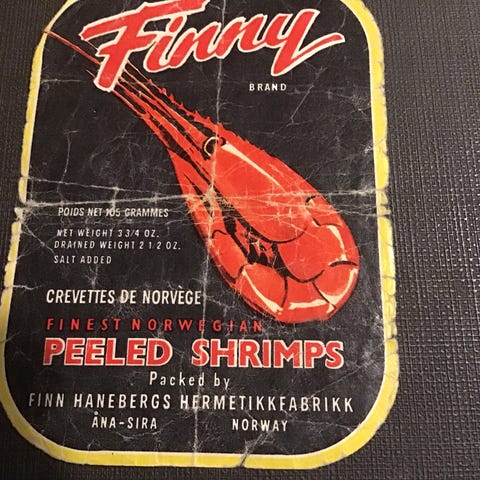 Finny
BRAND
POIDS NET 105 GRAMMES
NET WEIGHT 3 3/4 OZ.
DRAINED WEIGHT 2 1 2 OZ.
SALT ADDED
CREVETTES DE NORVÈGE
FINEST NORWEGIAN
PEELED SHRIMPS
Packed by
FINN HANEBERGS HERMETIKKFABRIKK
ÅNA-SIRA NORWAY